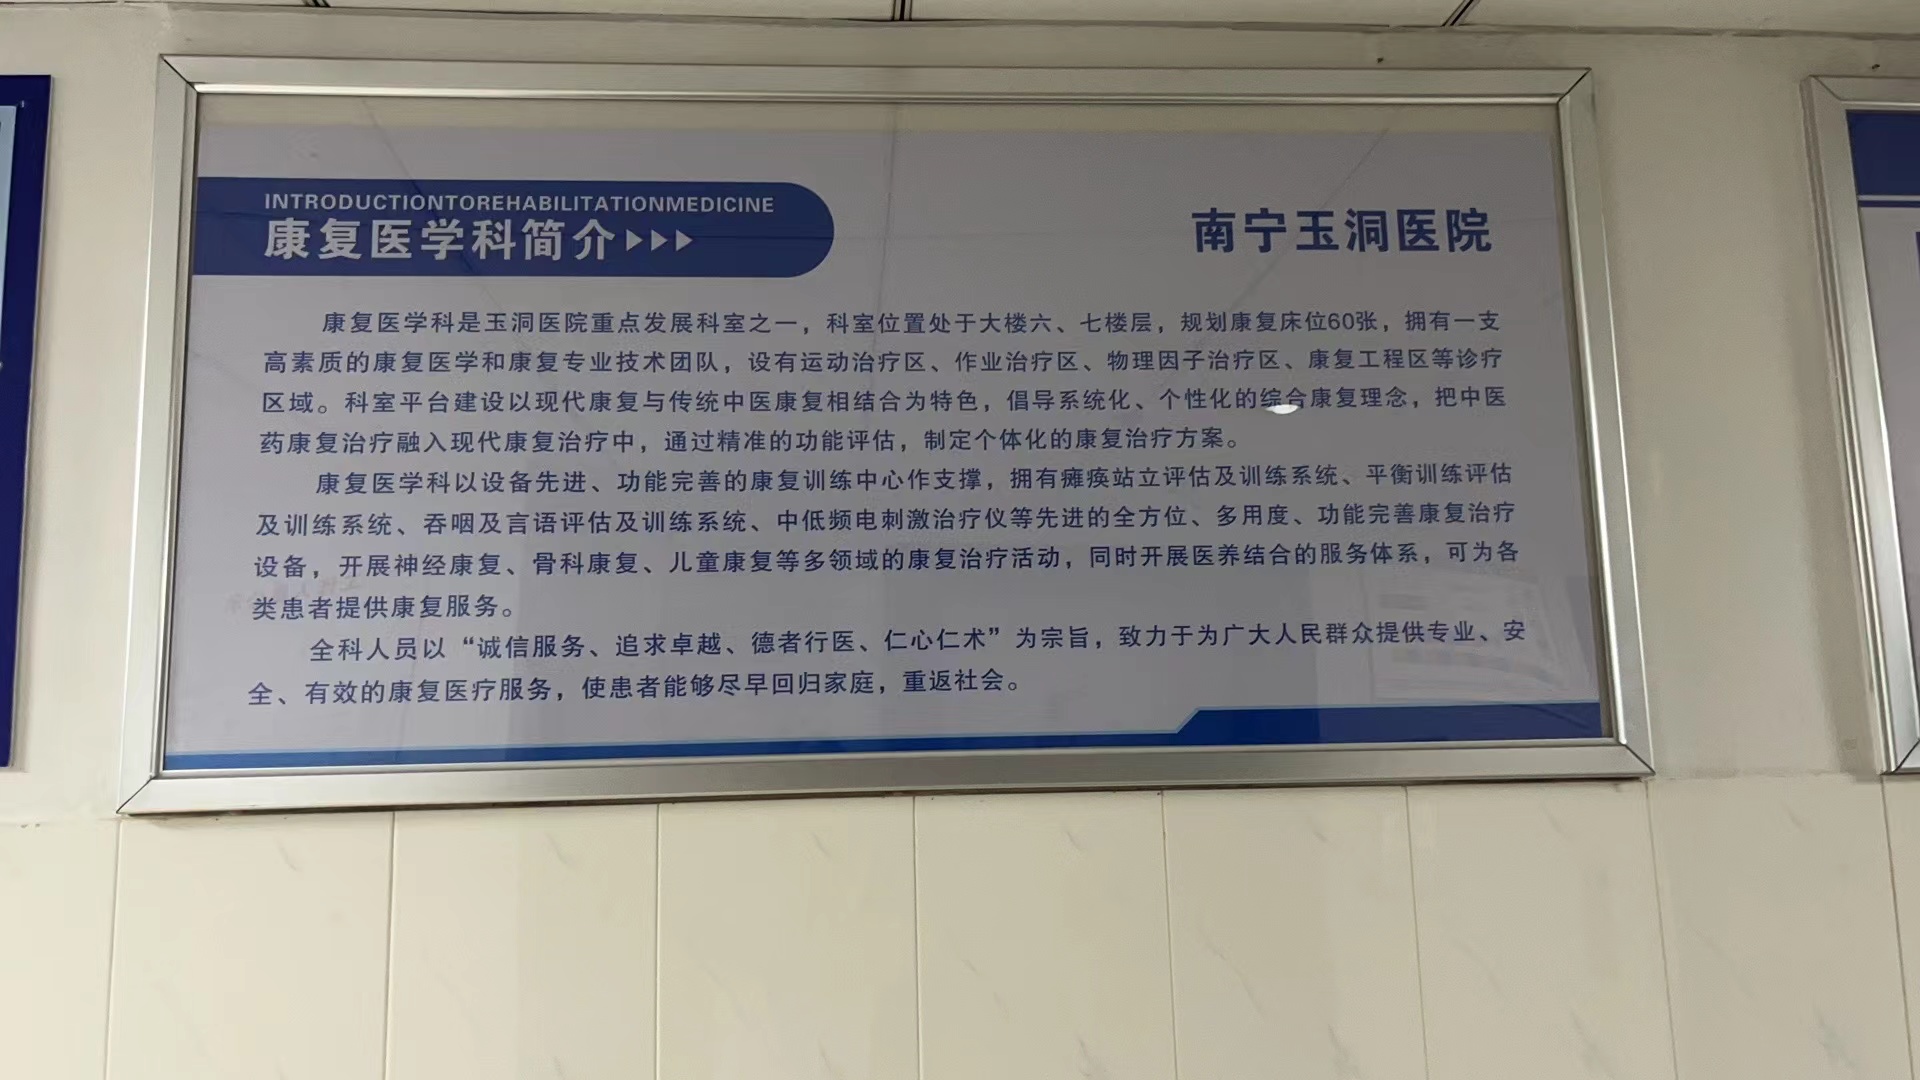 INTRODUCTIONTOREHABILITATIONMEDICINE
康复医学科简介
南宁玉洞医院
康复医学科是玉洞医院重点发展科室之一，科室位置处于大楼六、七楼层，规划康复床位60张，拥有一支
高素质的康复医学和康复专业技术团队，设有运动治疗区、作业治疗区、物理因子治疗区、康复工程区等诊疗
区域。科室平台建设以现代康复与传统中医康复相结合为特色，倡导系统化、个性化的综合康复理念，把中医
药康复治疗融入现代康复治疗中，通过精准的功能评估，制定个体化的康复治疗方案。
康复医学科以设备先进、功能完善的康复训练中心作支撑，拥有瘫痪站立评估及训练系统、平衡训练评估
及训练系统、吞咽及言语评估及训练系统、中低频电刺激治疗仪等先进的全方位、多用度、功能完善康复治疗
设备，开展神经康复、骨科康复、儿童康复等多领域的康复治疗活动，同时开展医养结合的服务体系，可为各
类患者提供康复服务。
全科人员以“诚信服务、追求卓越、德者行医、仁心仁术”为宗旨，致力于为广大人民群众提供专业、安
全、有效的康复医疗服务，使患者能够尽早回归家庭，重返社会。